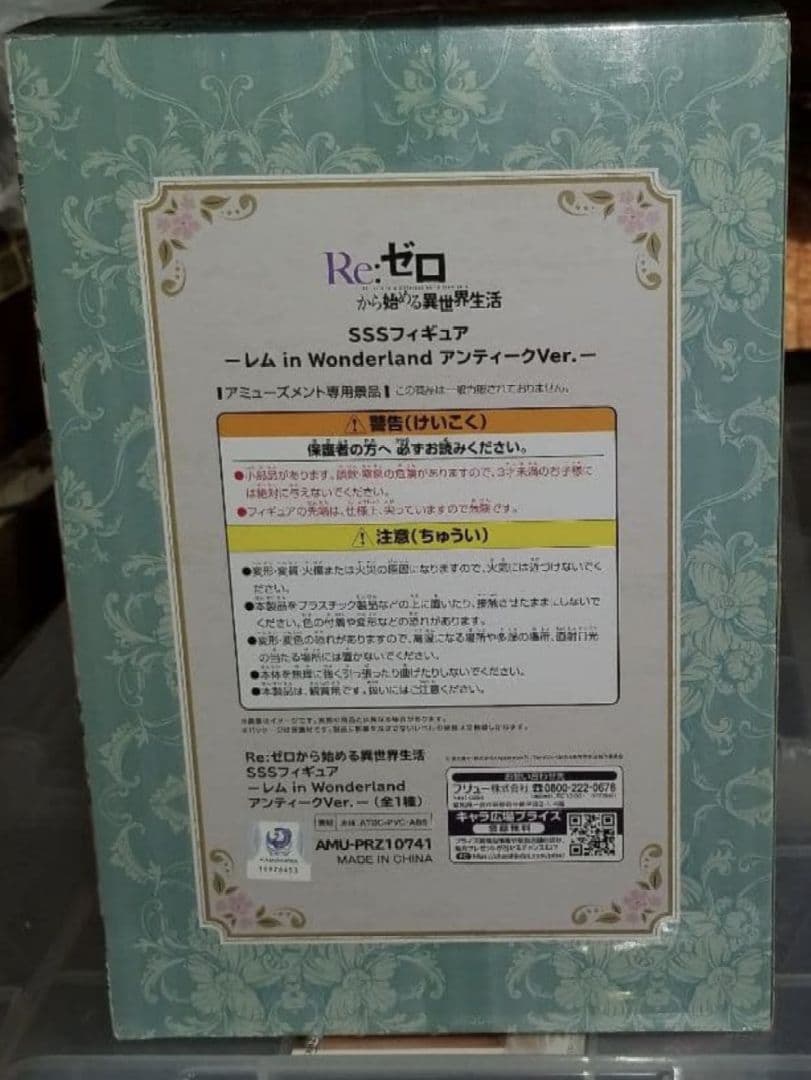 Re:ゼロ
から始める異世界生活
SSSフィギュア
ーレム in Wonderland アンティークVer.ー
アミューズメント専用景品 この商品は一般市販されておりません。
⚠警告(けいこく)
保護者の方へ 必ずお読みください。
●小部品があります。誤飲・窒息の危険がありますので、3才未満のお子様に
は絶対に与えないでください。
●フィギュアの先端は、仕様上、尖っていますので危険です。
⚠注意(ちゅうい)
●変形・変質・火傷または火災の原因になりますので、火気には近づけないでく
ださい。
●本製品をプラスチック製品などの上に置いたり、接触させたままにしないで
ください。色の付着や変形などの恐れがあります。
●変形・変色の恐れがありますので、高温になる場所や多湿の場所、直射日光
の当たる場所には置かないでください。
●本体を無理に強く引っ張ったり曲げたりしないでください。
●本製品は、観賞用です。扱いにはご注意ください。
Re:ゼロから始める異世界生活
SSSフィギュア
ーレム in Wonderland
アンティークVer.ー(全1種)
本体:ATBC-PVC・ABS
AMU-PRZ10741
MADE IN CHINA
お問い合わせ先
フリュー株式会社 ☎0800-222-0678
キャラ広場プライス
登録無料